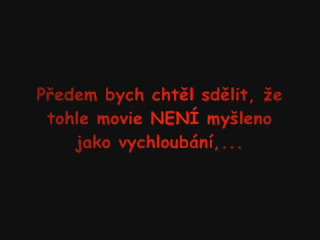 Předem bych chtěl sdělit, že
tohle movie NENÍ myšleno
jako vychloubání,...